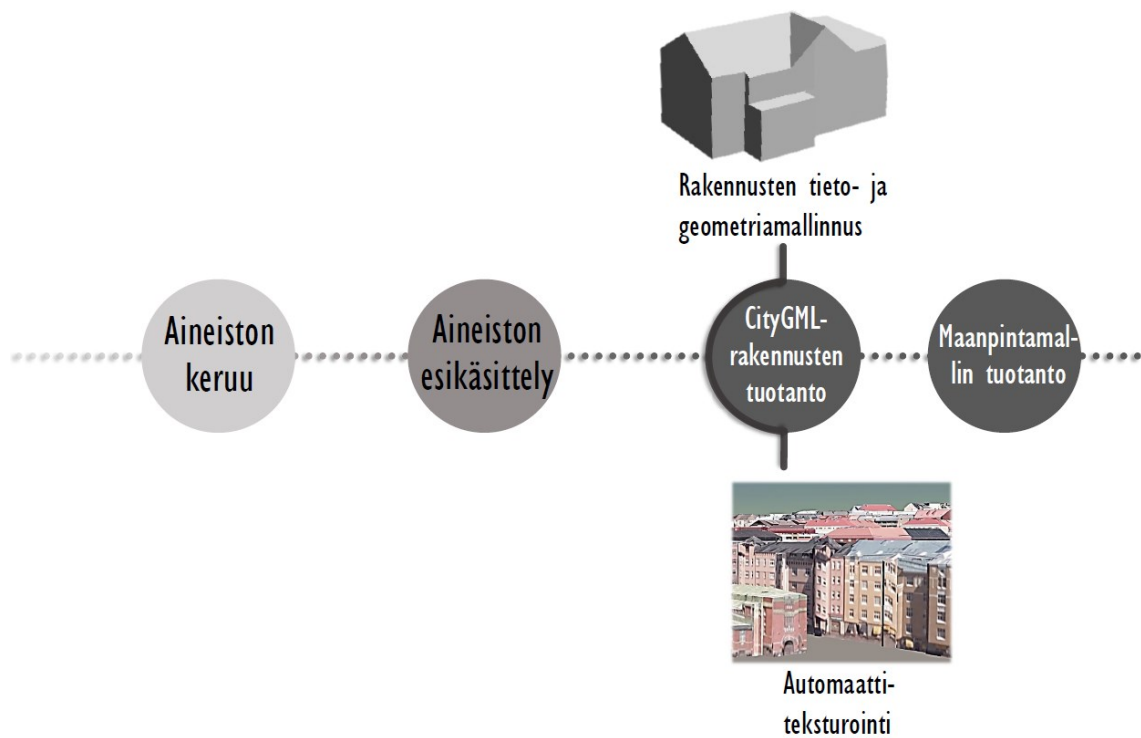 Rakennusten tieto- ja
geometriamallinnus
Aineiston
keruu
Aineiston
esikäsittely
CityGML-
rakennusten
tuotanto
Maanpintamal-
lin tuotanto
Automaatti-
teksturointi